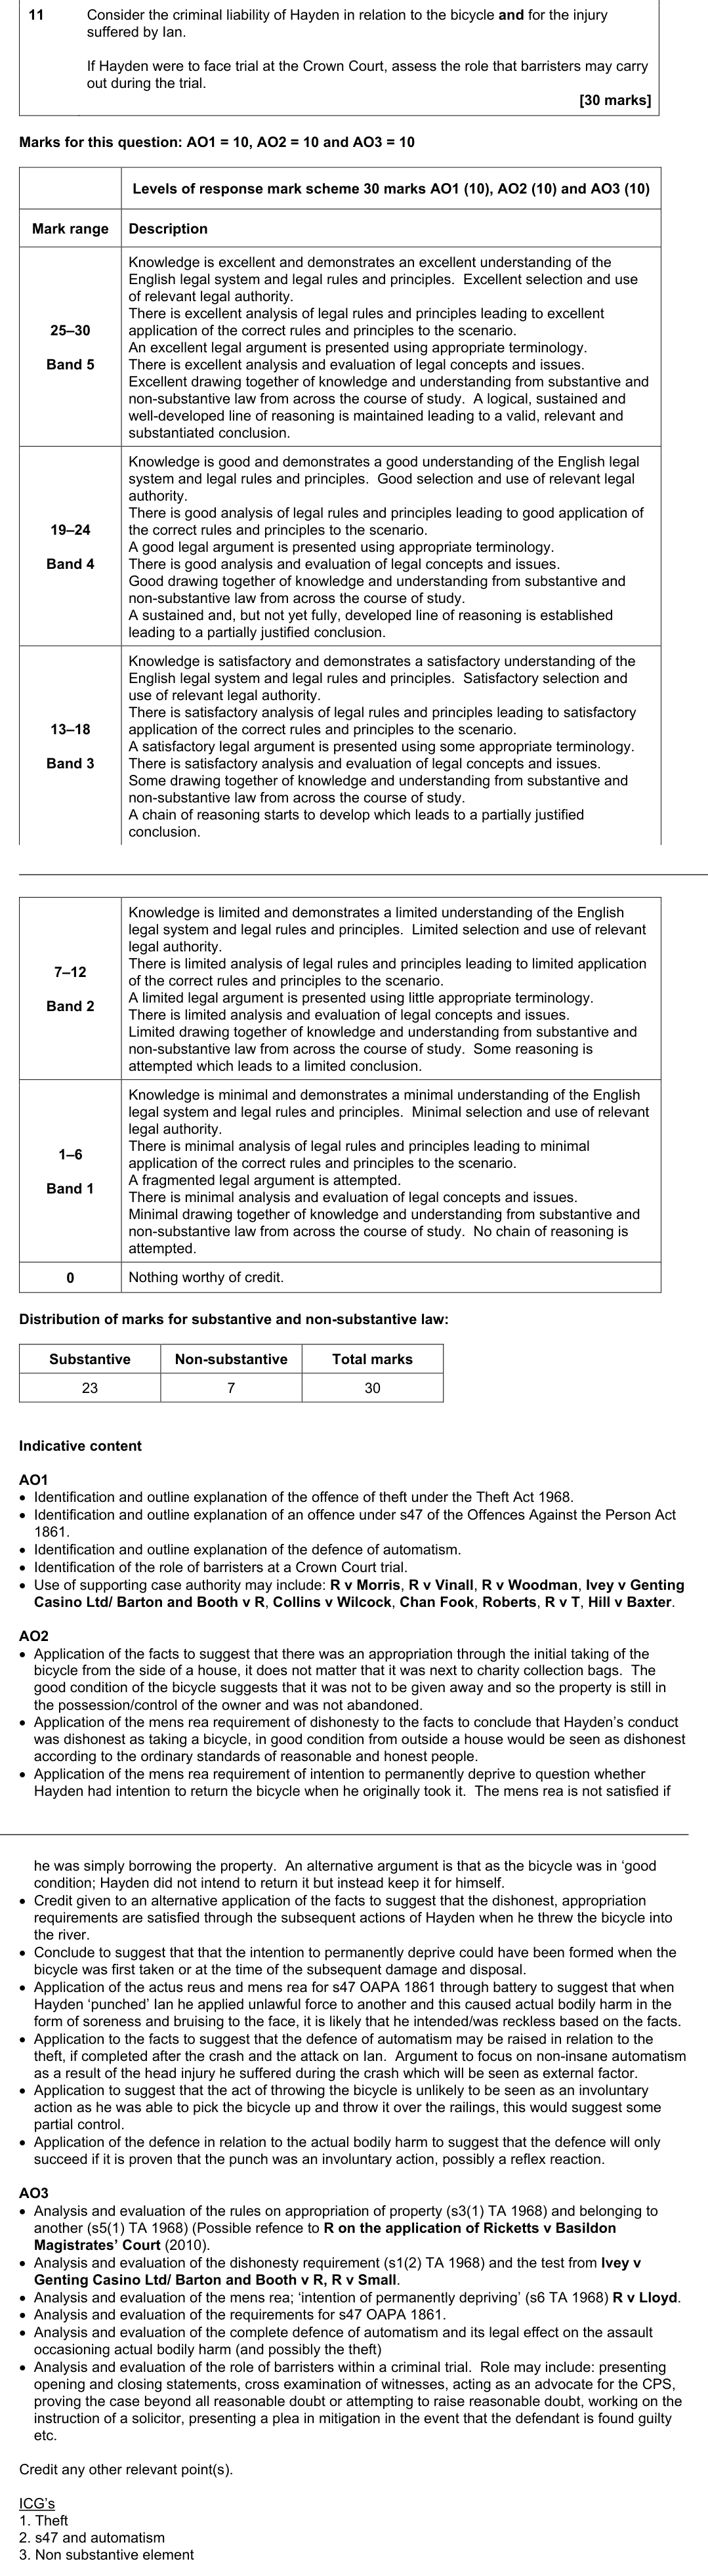 11 Consider the criminal liability of Hayden in relation to the bicycle and for the injury
suffered by Ian.
If Hayden were to face trial at the Crown Court, assess the role that barristers may carry
out during the trial.
[30 marks]
Marks for this question: AO1 = 10, AO2 = 10 and AO3 = 10
Levels of response mark scheme 30 marks AO1 (10), AO2 (10) and AO3 (10)
Mark range Description
25–30
Band 5
Knowledge is excellent and demonstrates an excellent understanding of the
English legal system and legal rules and principles. Excellent selection and use
of relevant legal authority.
There is excellent analysis of legal rules and principles leading to excellent
application of the correct rules and principles to the scenario.
An excellent legal argument is presented using appropriate terminology.
There is excellent analysis and evaluation of legal concepts and issues.
Excellent drawing together of knowledge and understanding from substantive and
non-substantive law from across the course of study. A logical, sustained and
well-developed line of reasoning is maintained leading to a valid, relevant and
substantiated conclusion.
19–24
Band 4
Knowledge is good and demonstrates a good understanding of the English legal
system and legal rules and principles. Good selection and use of relevant legal
authority.
There is good analysis of legal rules and principles leading to good application of
the correct rules and principles to the scenario.
A good legal argument is presented using appropriate terminology.
There is good analysis and evaluation of legal concepts and issues.
Good drawing together of knowledge and understanding from substantive and
non-substantive law from across the course of study.
A sustained and, but not yet fully, developed line of reasoning is established
leading to a partially justified conclusion.
13–18
Band 3
Knowledge is satisfactory and demonstrates a satisfactory understanding of the
English legal system and legal rules and principles. Satisfactory selection and
use of relevant legal authority.
There is satisfactory analysis of legal rules and principles leading to satisfactory
application of the correct rules and principles to the scenario.
A satisfactory legal argument is presented using some appropriate terminology.
There is satisfactory analysis and evaluation of legal concepts and issues.
Some drawing together of knowledge and understanding from substantive and
non-substantive law from across the course of study.
A chain of reasoning starts to develop which leads to a partially justified
conclusion.
7–12
Band 2
Knowledge is limited and demonstrates a limited understanding of the English
legal system and legal rules and principles. Limited selection and use of relevant
legal authority.
There is limited analysis of legal rules and principles leading to limited application
of the correct rules and principles to the scenario.
A limited legal argument is presented using little appropriate terminology.
There is limited analysis and evaluation of legal concepts and issues.
Limited drawing together of knowledge and understanding from substantive and
non-substantive law from across the course of study. Some reasoning is
attempted which leads to a limited conclusion.
1–6
Band 1
Knowledge is minimal and demonstrates a minimal understanding of the English
legal system and legal rules and principles. Minimal selection and use of relevant
legal authority.
There is minimal analysis of legal rules and principles leading to minimal
application of the correct rules and principles to the scenario.
A fragmented legal argument is attempted.
There is minimal analysis and evaluation of legal concepts and issues.
Minimal drawing together of knowledge and understanding from substantive and
non-substantive law from across the course of study. No chain of reasoning is
attempted.
0 Nothing worthy of credit.
Distribution of marks for substantive and non-substantive law:
Substantive Non-substantive Total marks
23 7 30
Indicative content
AO1
• Identification and outline explanation of the offence of theft under the Theft Act 1968.
• Identification and outline explanation of an offence under s47 of the Offences Against the Person Act
1861.
• Identification and outline explanation of the defence of automatism.
• Identification of the role of barristers at a Crown Court trial.
• Use of supporting case authority may include: R v Morris, R v Vinall, R v Woodman, Ivey v Genting
Casino Ltd/ Barton and Booth v R, Collins v Wilcock, Chan Fook, Roberts, R v T, Hill v Baxter.
AO2
• Application of the facts to suggest that there was an appropriation through the initial taking of the
bicycle from the side of a house, it does not matter that it was next to charity collection bags. The
good condition of the bicycle suggests that it was not to be given away and so the property is still in
the possession/control of the owner and was not abandoned.
• Application of the mens rea requirement of dishonesty to the facts to conclude that Hayden's conduct
was dishonest as taking a bicycle, in good condition from outside a house would be seen as dishonest
according to the ordinary standards of reasonable and honest people.
• Application of the mens rea requirement of intention to permanently deprive to question whether
Hayden had intention to return the bicycle when he originally took it. The mens rea is not satisfied if
he was simply borrowing the property. An alternative argument is that as the bicycle was in 'good
condition; Hayden did not intend to return it but instead keep it for himself.
• Credit given to an alternative application of the facts to suggest that the dishonest, appropriation
requirements are satisfied through the subsequent actions of Hayden when he threw the bicycle into
the river.
• Conclude to suggest that that the intention to permanently deprive could have been formed when the
bicycle was first taken or at the time of the subsequent damage and disposal.
• Application of the actus reus and mens rea for s47 OAPA 1861 through battery to suggest that when
Hayden 'punched' Ian he applied unlawful force to another and this caused actual bodily harm in the
form of soreness and bruising to the face, it is likely that he intended/was reckless based on the facts.
• Application to the facts to suggest that the defence of automatism may be raised in relation to the
theft, if completed after the crash and the attack on Ian. Argument to focus on non-insane automatism
as a result of the head injury he suffered during the crash which will be seen as external factor.
• Application to suggest that the act of throwing the bicycle is unlikely to be seen as an involuntary
action as he was able to pick the bicycle up and throw it over the railings, this would suggest some
partial control.
• Application of the defence in relation to the actual bodily harm to suggest that the defence will only
succeed if it is proven that the punch was an involuntary action, possibly a reflex reaction.
AO3
• Analysis and evaluation of the rules on appropriation of property (s3(1) TA 1968) and belonging to
another (s5(1) TA 1968) (Possible refence to R on the application of Ricketts v Basildon
Magistrates' Court (2010).
• Analysis and evaluation of the dishonesty requirement (s1(2) TA 1968) and the test from Ivey v
Genting Casino Ltd/ Barton and Booth v R, R v Small.
• Analysis and evaluation of the mens rea; 'intention of permanently depriving' (s6 TA 1968) R v Lloyd.
• Analysis and evaluation of the requirements for s47 OAPA 1861.
• Analysis and evaluation of the complete defence of automatism and its legal effect on the assault
occasioning actual bodily harm (and possibly the theft)
• Analysis and evaluation of the role of barristers within a criminal trial. Role may include: presenting
opening and closing statements, cross examination of witnesses, acting as an advocate for the CPS,
proving the case beyond all reasonable doubt or attempting to raise reasonable doubt, working on the
instruction of a solicitor, presenting a plea in mitigation in the event that the defendant is found guilty
etc.
Credit any other relevant point(s).
ICG's
1. Theft
2. s47 and automatism
3. Non substantive element